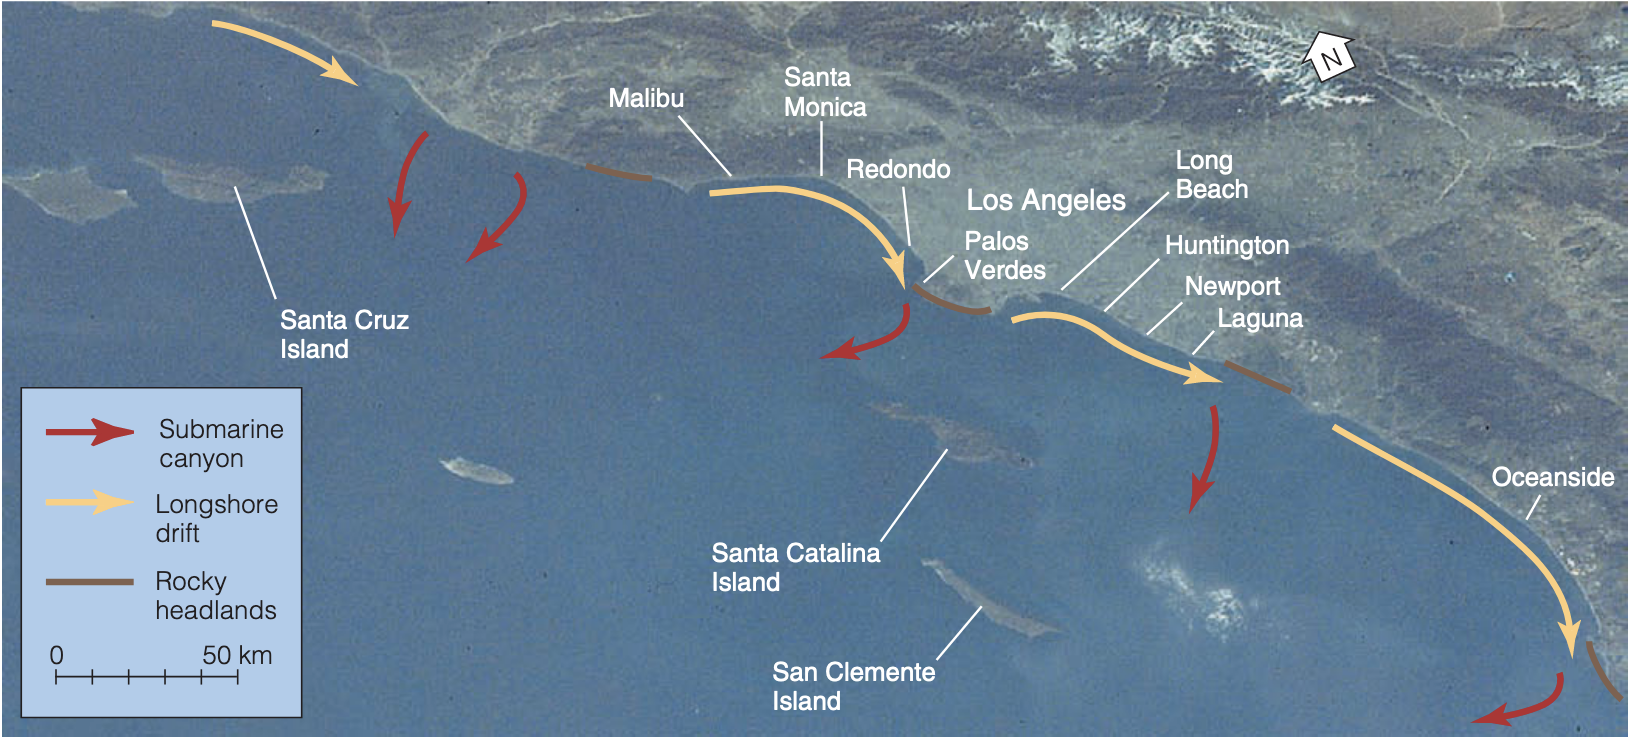 N
Santa
Monica
Malibu
Redondo
Long
Beach
Los Angeles
Palos
Verdes
Huntington
Newport
Laguna
Santa Cruz
Island
Submarine
canyon
Longshore
drift
Rocky
headlands
0 50 km
Oceanside
Santa Catalina
Island
San Clemente
Island